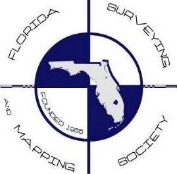 FLORIDA
SURVEYING
AND
MAPPING
SOCIETY
FOUNDED 1955